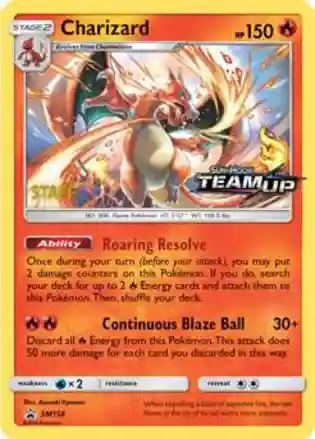 STAGE 2 Charizard HP 150
Evolves from Charmeleon
STAFF
SUN & MOON
TEAM UP
NO. 006 Flame Pokémon HT: 5'07" WT: 199.5 lbs.
Ability Roaring Resolve
Once during your turn (before your attack), you may put
2 damage counters on this Pokémon. If you do, search
your deck for up to 2 Energy cards and attach them to
this Pokémon. Then, shuffle your deck.
Continuous Blaze Ball 30+
Discard all Energy from this Pokémon. This attack does
50 more damage for each card you discarded in this way.
weakness ×2 resistance retreat
SM158